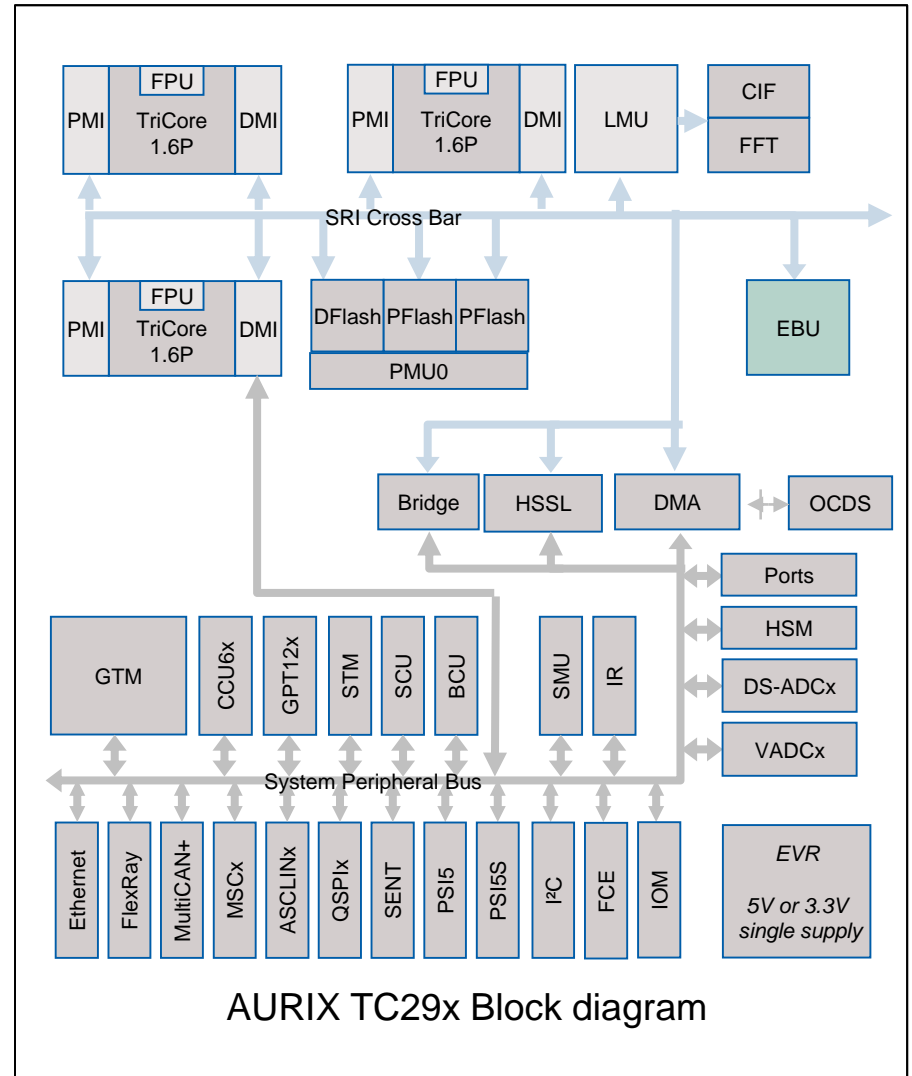 FPU
PMI
TriCore
1.6P
DMI
FPU
PMI
TriCore
1.6P
DMI
LMU
CIF
FFT
SRI Cross Bar
FPU
PMI
TriCore
1.6P
DMI
DFlash
PFlash
PFlash
PMU0
EBU
Bridge
HSSL
DMA
OCDS
Ports
HSM
DS-ADCx
VADCx
GTM
CCU6x
GPT12x
STM
SCU
BCU
SMU
IR
System Peripheral Bus
Ethernet
FlexRay
MultiCAN+
MSCx
ASCLINx
QSPIx
SENT
PSI5
PSI5S
I²C
FCE
IOM
EVR
5V or 3.3V
single supply
AURIX TC29x Block diagram